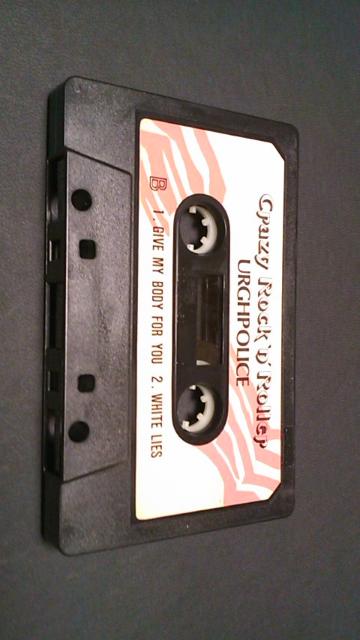 Crazy Rock'n'Roller
URGHPOLICE
B 1. GIVE MY BODY FOR YOU 2. WHITE LIES